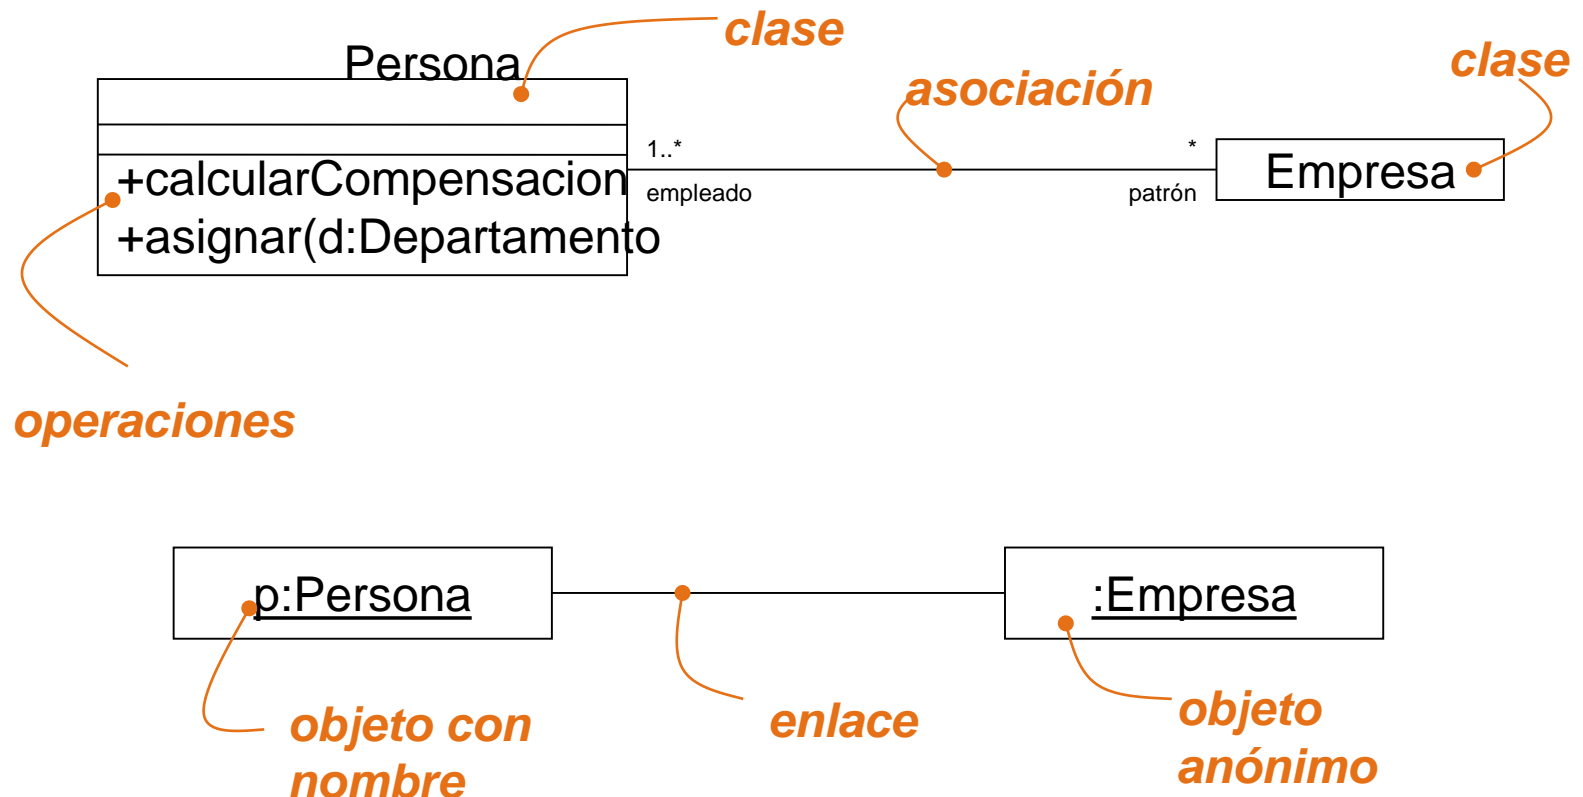 clase
Persona
clase
asociación
1..*
*
Empresa
+calcularCompensacion
empleado
patrón
+asignar(d:Departamento
operaciones
p:Persona
:Empresa
objeto con
nombre
enlace
objeto
anónimo